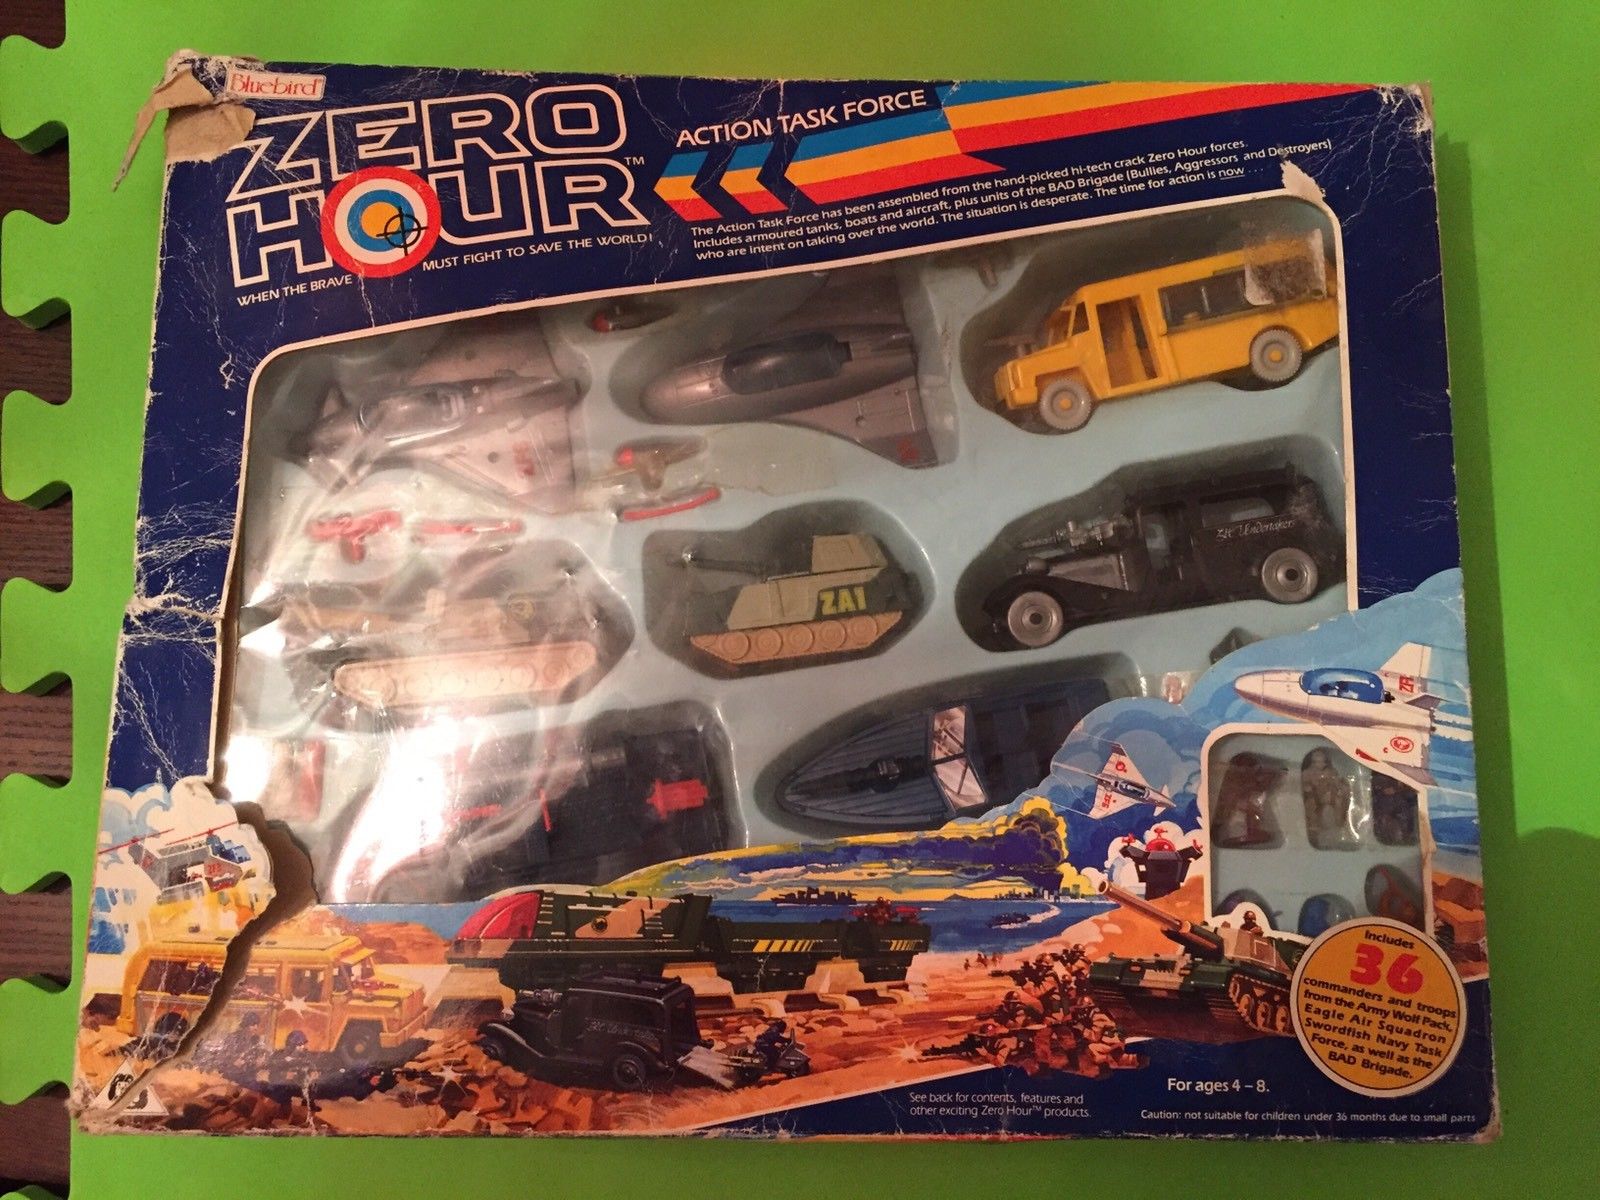 Bluebird
ZERO
HOUR™
WHEN THE BRAVE MUST FIGHT TO SAVE THE WORLD!
ACTION TASK FORCE
The Action Task Force has been assembled from the hand-picked hi-tech crack Zero Hour forces.
Includes armoured tanks, boats and aircraft, plus units of the BAD Brigade (Bullies, Aggressors and Destroyers)
who are intent on taking over the world. The situation is desperate. The time for action is now ...
ZH Undertakers
ZA1
Includes
36
commanders and troops
from the Army Wolf Pack,
Eagle Air Squadron
Swordfish Navy Task
Force, as well as the
BAD Brigade.
For ages 4 – 8.
See back for contents, features and
other exciting Zero Hour™ products.
Caution: not suitable for children under 36 months due to small parts